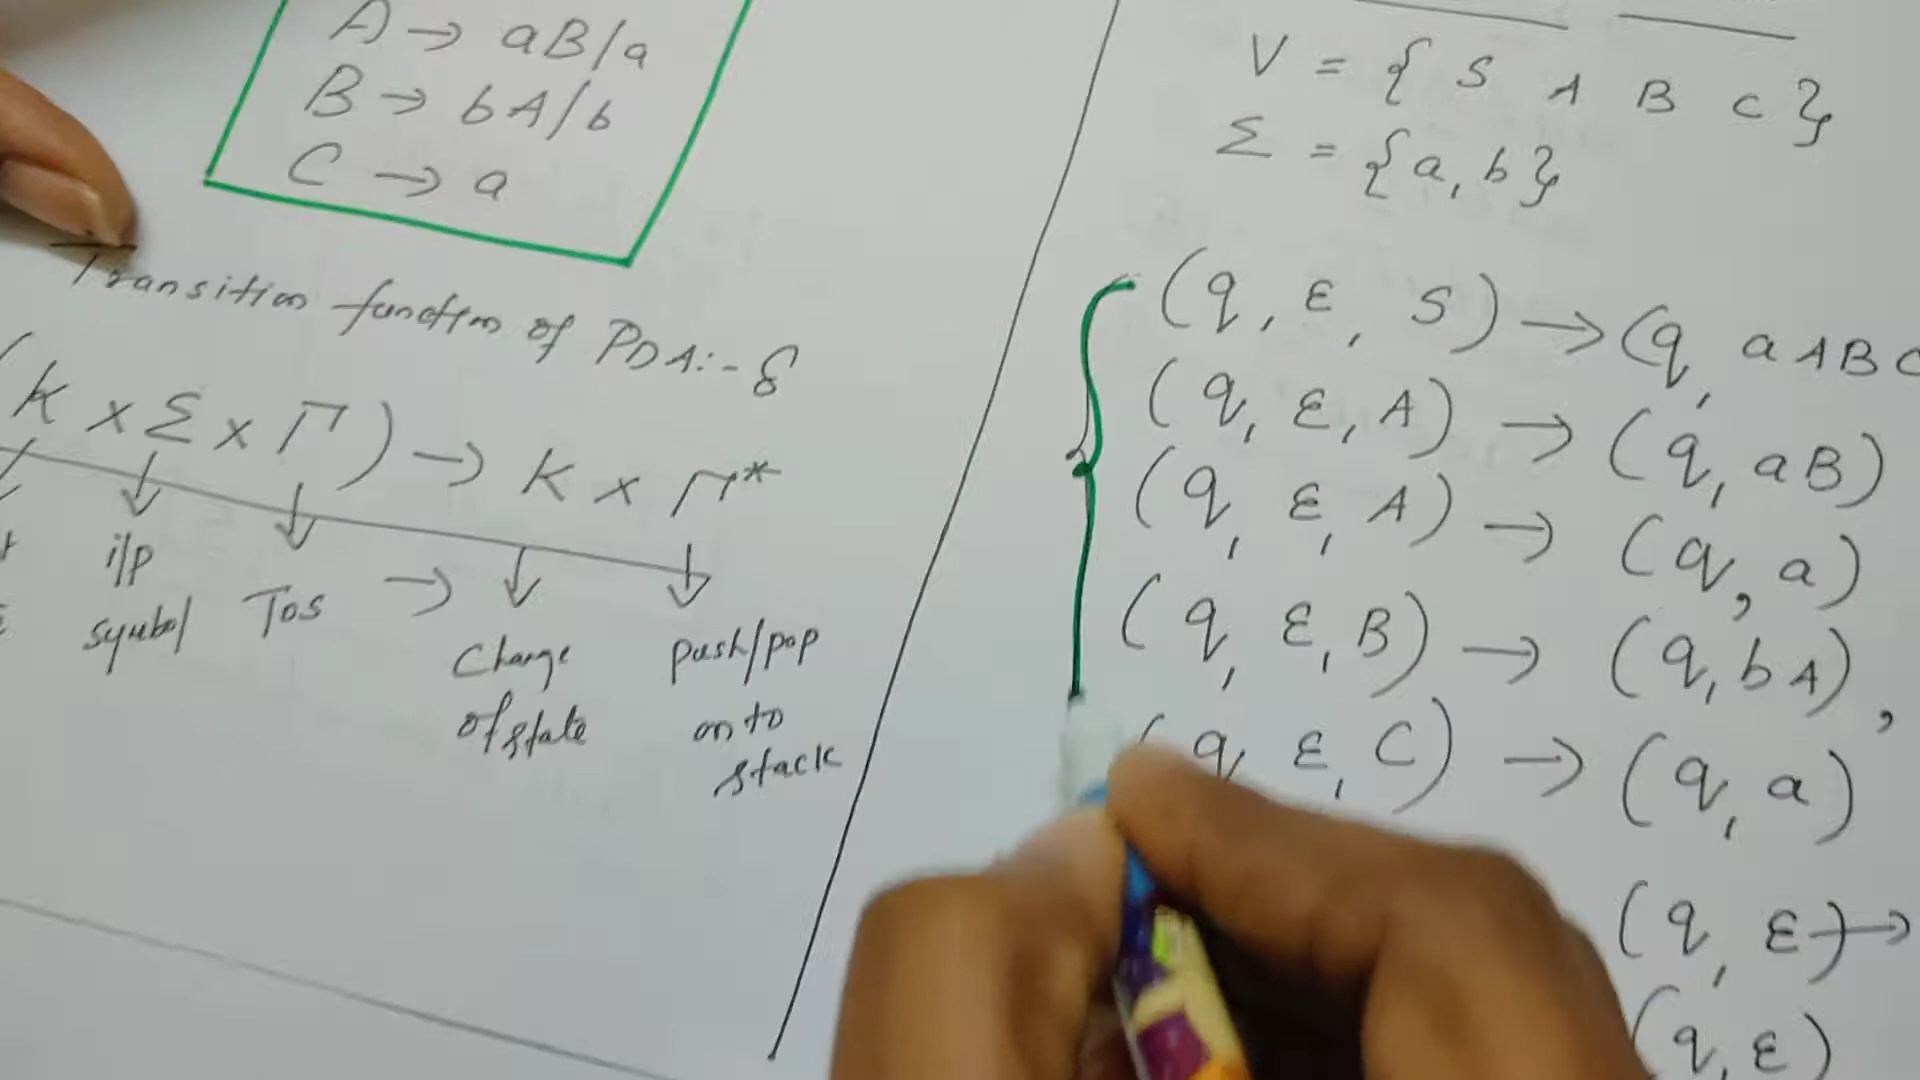 A → aB/a
B → bA/b
C → a
Transition function of PDA:- δ
(K × Σ × Γ) → K × Γ*
i/p symbol
TOS →
Change of state
push/pop onto stack
V = { S A B C }
Σ = {a, b}
(q, ε, S) → (q, aABC
(q, ε, A) → (q, aB)
(q, ε, A) → (q, a)
(q, ε, B) → (q, bA),
(q, ε, C) → (q, a)
(q, ε) →
(q, ε)